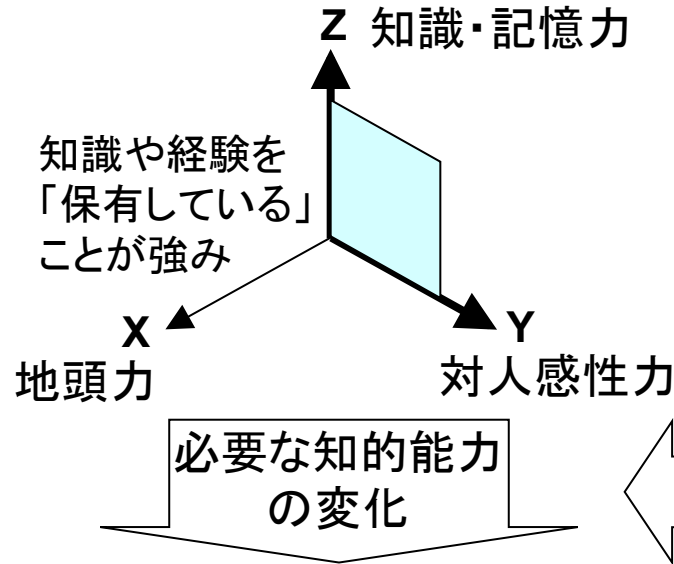 Z 知識・記憶力
知識や経験を
「保有している」
ことが強み
X
地頭力
Y
対人感性力
必要な知的能力
の変化